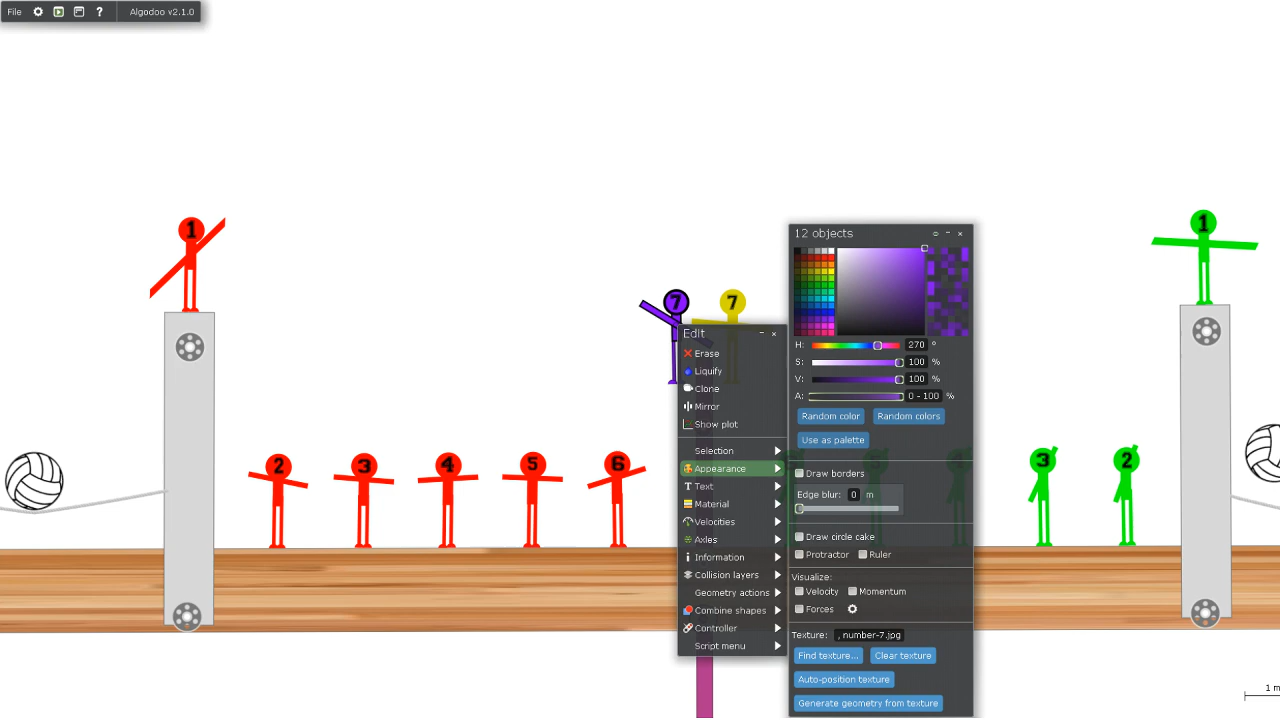 File ? Algodoo v2.1.0
1
1
12 objects
7
7
Edit
Erase
Liquify
Clone
Mirror
Show plot
Selection
Appearance
Text
Material
Velocities
Axles
Information
Collision layers
Geometry actions
Combine shapes
Controller
Script menu
H: 270 °
S: 100 %
V: 100 %
A: 0 - 100 %
Random color Random colors
Use as palette
Draw borders
Edge blur: 0 m
Draw circle cake
Protractor Ruler
Visualize:
Velocity Momentum
Forces
Texture: , number-7.jpg
Find texture... Clear texture
Auto-position texture
Generate geometry from texture
2 3 4 5 6
3 2
1 m